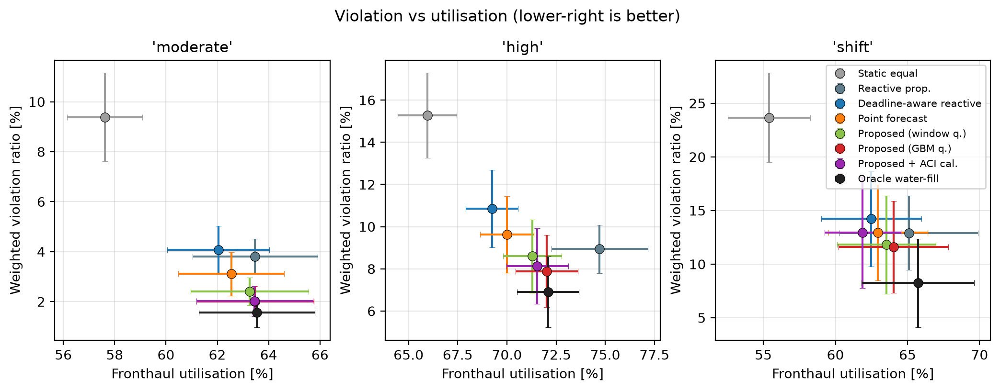 Violation vs utilisation (lower-right is better)
'moderate'
Weighted violation ratio [%]
10
8
6
4
2
56 58 60 62 64 66
Fronthaul utilisation [%]
'high'
Weighted violation ratio [%]
16
14
12
10
8
6
65.0 67.5 70.0 72.5 75.0 77.5
Fronthaul utilisation [%]
'shift'
Weighted violation ratio [%]
25
20
15
10
5
55 60 65 70
Fronthaul utilisation [%]
Static equal
Reactive prop.
Deadline-aware reactive
Point forecast
Proposed (window q.)
Proposed (GBM q.)
Proposed + ACI cal.
Oracle water-fill